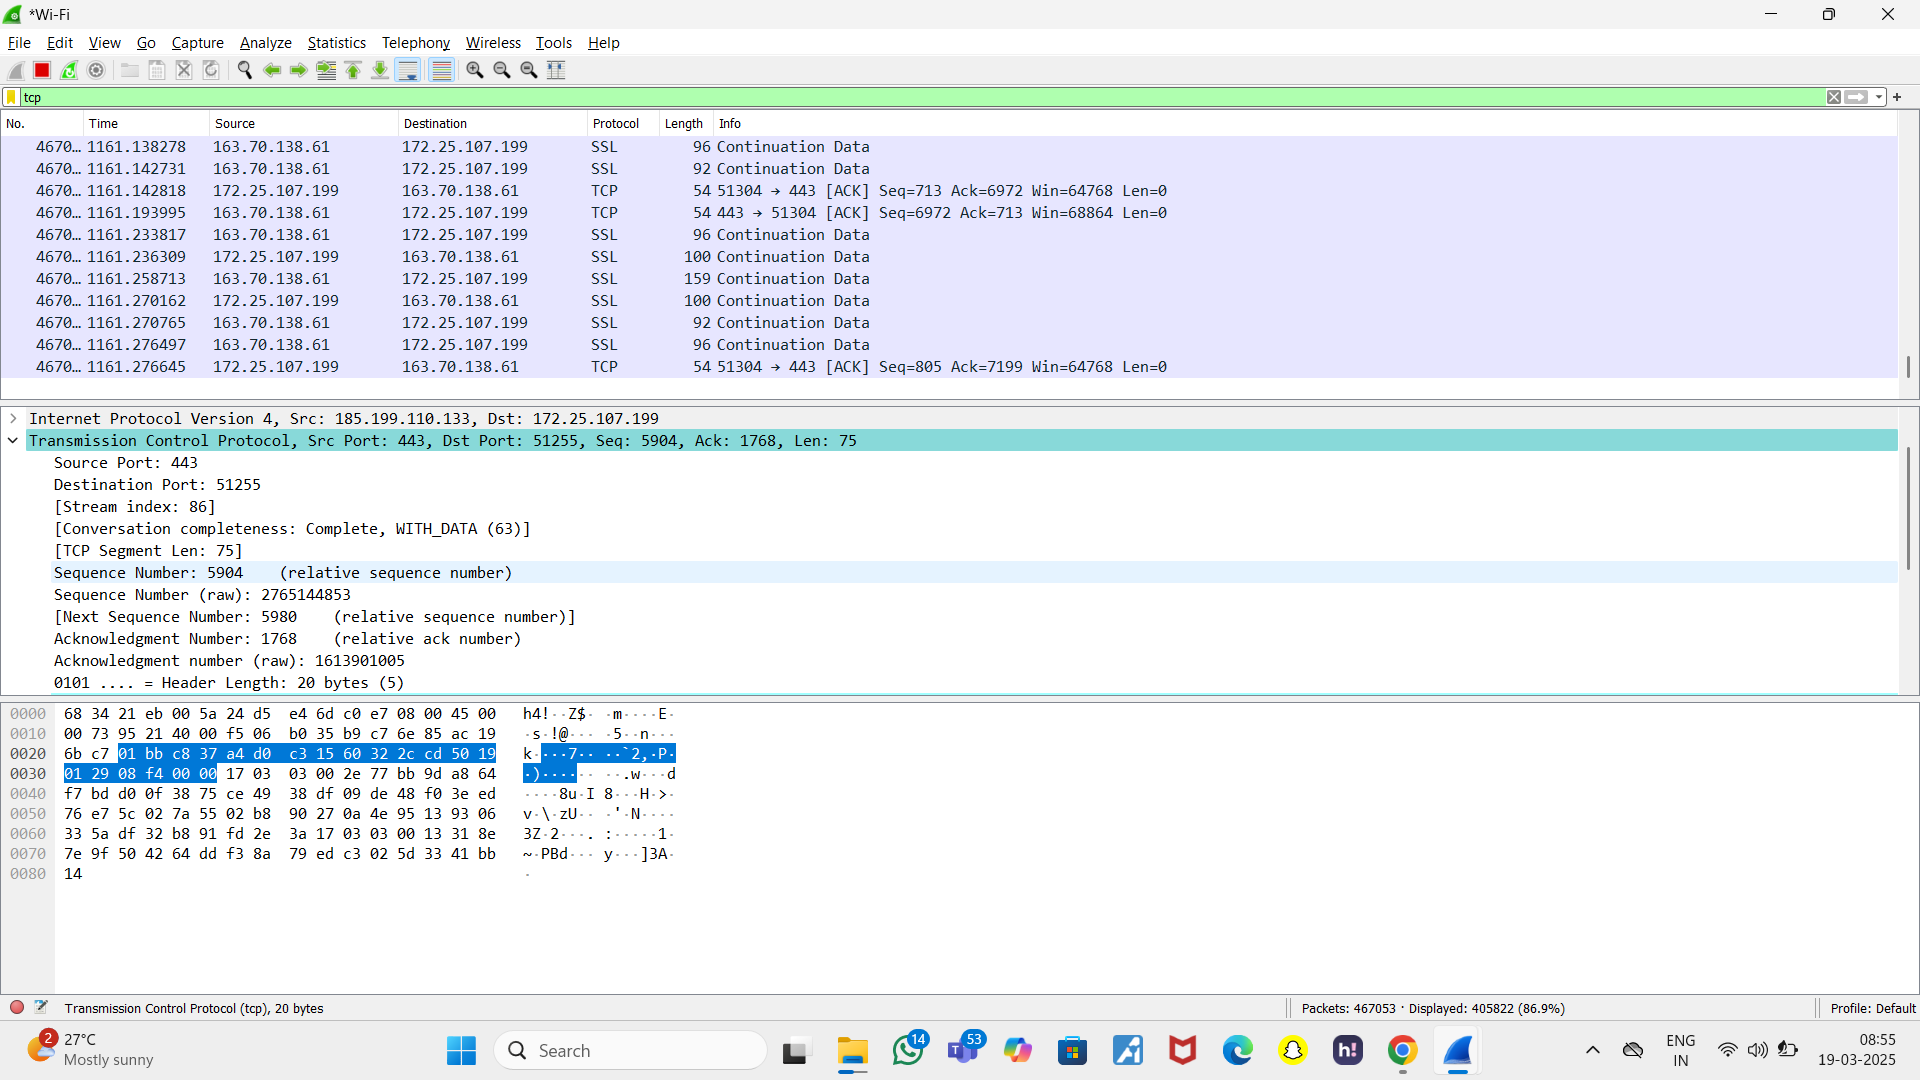 *Wi-Fi
File Edit View Go Capture Analyze Statistics Telephony Wireless Tools Help
tcp
No. Time Source Destination Protocol Length Info
4670… 1161.138278 163.70.138.61 172.25.107.199 SSL 96 Continuation Data
4670… 1161.142731 163.70.138.61 172.25.107.199 SSL 92 Continuation Data
4670… 1161.142818 172.25.107.199 163.70.138.61 TCP 54 51304 → 443 [ACK] Seq=713 Ack=6972 Win=64768 Len=0
4670… 1161.193995 163.70.138.61 172.25.107.199 TCP 54 443 → 51304 [ACK] Seq=6972 Ack=713 Win=68864 Len=0
4670… 1161.233817 163.70.138.61 172.25.107.199 SSL 96 Continuation Data
4670… 1161.236309 172.25.107.199 163.70.138.61 SSL 100 Continuation Data
4670… 1161.258713 163.70.138.61 172.25.107.199 SSL 159 Continuation Data
4670… 1161.270162 172.25.107.199 163.70.138.61 SSL 100 Continuation Data
4670… 1161.270765 163.70.138.61 172.25.107.199 SSL 92 Continuation Data
4670… 1161.276497 163.70.138.61 172.25.107.199 SSL 96 Continuation Data
4670… 1161.276645 172.25.107.199 163.70.138.61 TCP 54 51304 → 443 [ACK] Seq=805 Ack=7199 Win=64768 Len=0
Internet Protocol Version 4, Src: 185.199.110.133, Dst: 172.25.107.199
Transmission Control Protocol, Src Port: 443, Dst Port: 51255, Seq: 5904, Ack: 1768, Len: 75
Source Port: 443
Destination Port: 51255
[Stream index: 86]
[Conversation completeness: Complete, WITH_DATA (63)]
[TCP Segment Len: 75]
Sequence Number: 5904 (relative sequence number)
Sequence Number (raw): 2765144853
[Next Sequence Number: 5980 (relative sequence number)]
Acknowledgment Number: 1768 (relative ack number)
Acknowledgment number (raw): 1613901005
0101 .... = Header Length: 20 bytes (5)
0000 68 34 21 eb 00 5a 24 d5 e4 6d c0 e7 08 00 45 00 h4!··Z$· ·m····E·
0010 00 73 95 21 40 00 f5 06 b0 35 b9 c7 6e 85 ac 19 ·s·!@··· ·5··n···
0020 6b c7 01 bb c8 37 a4 d0 c3 15 60 32 2c cd 50 19 k····7·· ··`2,·P·
0030 01 29 08 f4 00 00 17 03 03 00 2e 77 bb 9d a8 64 ·)······ ··.w···d
0040 f7 bd d0 0f 38 75 ce 49 38 df 09 de 48 f0 3e ed ····8u·I 8···H·>·
0050 76 e7 5c 02 7a 55 02 b8 90 27 0a 4e 95 13 93 06 v·\·zU·· ·'·N····
0060 33 5a df 32 b8 91 fd 2e 3a 17 03 03 00 13 31 8e 3Z·2···. :·····1·
0070 7e 9f 50 42 64 dd f3 8a 79 ed c3 02 5d 33 41 bb ~·PBd··· y···]3A·
0080 14 ·
Transmission Control Protocol (tcp), 20 bytes Packets: 467053 · Displayed: 405822 (86.9%) Profile: Default
2 27°C 14 53 ENG 08:55
Mostly sunny Search h! IN 19-03-2025